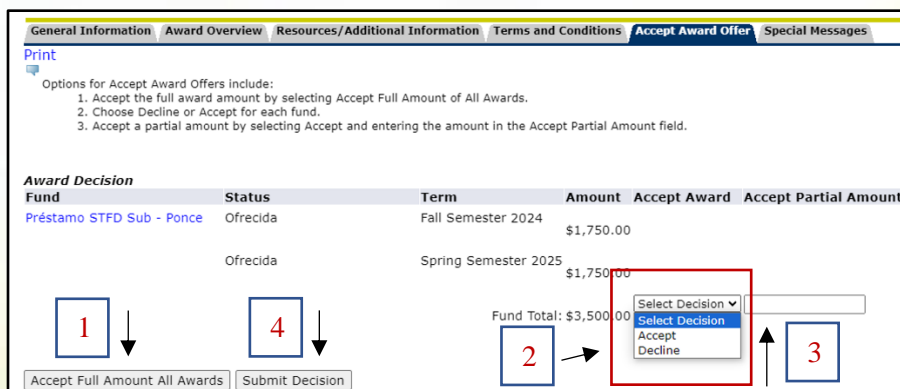 General Information Award Overview Resources/Additional Information Terms and Conditions Accept Award Offer Special Messages
Print
Options for Accept Award Offers include:
1. Accept the full award amount by selecting Accept Full Amount of All Awards.
2. Choose Decline or Accept for each fund.
3. Accept a partial amount by selecting Accept and entering the amount in the Accept Partial Amount field.
Award Decision
Fund Status Term Amount Accept Award Accept Partial Amount
Préstamo STFD Sub - Ponce Ofrecida Fall Semester 2024 $1,750.00
Ofrecida Spring Semester 2025 $1,750.00
Fund Total: $3,500.00 Select Decision
Select Decision
Accept
Decline
1 4 2 3
Accept Full Amount All Awards Submit Decision